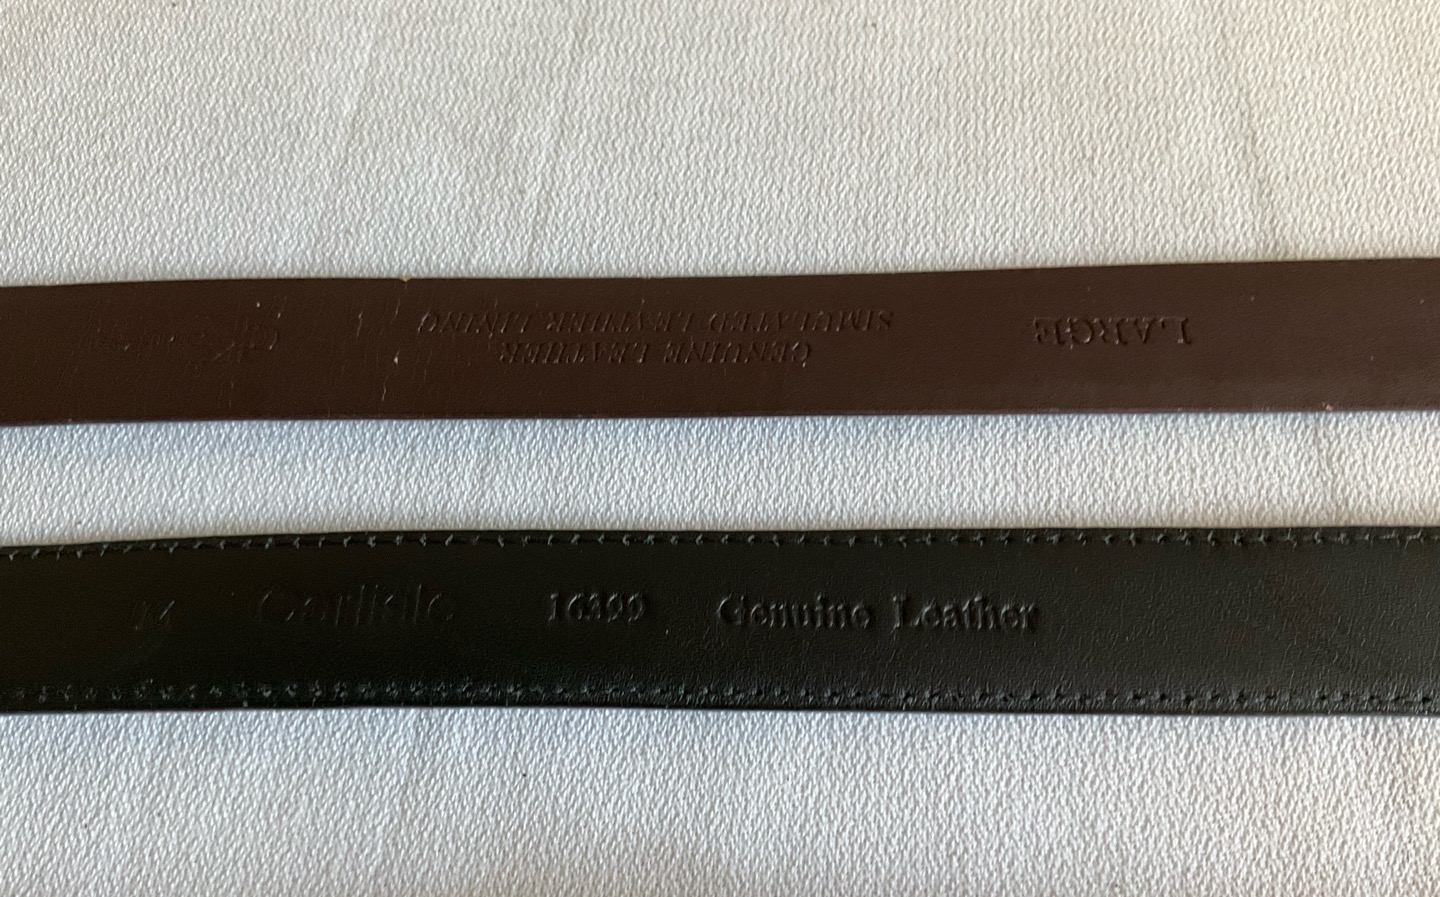 LARGE
GENUINE LEATHER
SIMULATED LEATHER LINING
Carlisle 16399 Genuine Leather